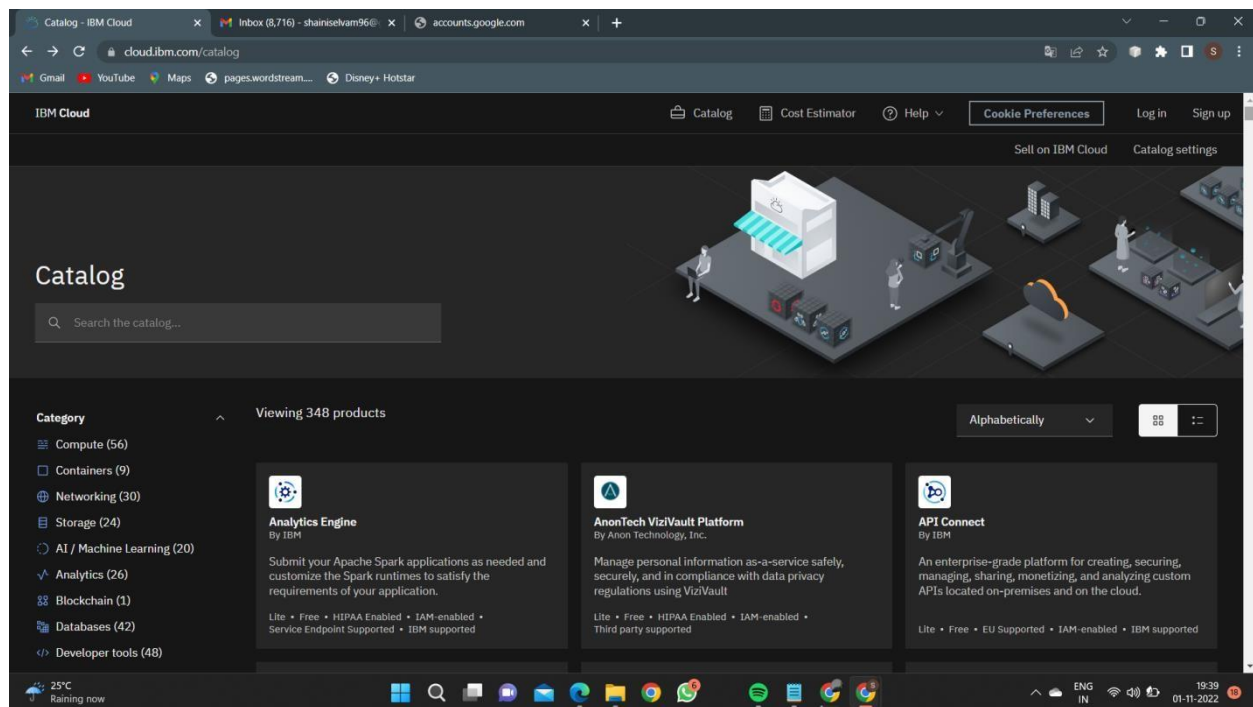 Catalog - IBM Cloud
Inbox (8,716) - shainiselvam96@
accounts.google.com
cloud.ibm.com/catalog
S
Gmail
YouTube
Maps
pages.wordstream....
Disney+ Hotstar
IBM Cloud
Catalog
Cost Estimator
Help
Cookie Preferences
Log in
Sign up
Sell on IBM Cloud
Catalog settings
Catalog
Search the catalog...
Category
Compute (56)
Containers (9)
Networking (30)
Storage (24)
AI / Machine Learning (20)
Analytics (26)
Blockchain (1)
Databases (42)
Developer tools (48)
Viewing 348 products
Alphabetically
Analytics Engine
By IBM
Submit your Apache Spark applications as needed and
customize the Spark runtimes to satisfy the
requirements of your application.
Lite • Free • HIPAA Enabled • IAM-enabled •
Service Endpoint Supported • IBM supported
AnonTech ViziVault Platform
By Anon Technology, Inc.
Manage personal information as-a-service safely,
securely, and in compliance with data privacy
regulations using ViziVault
Lite • Free • HIPAA Enabled • IAM-enabled •
Third party supported
API Connect
By IBM
An enterprise-grade platform for creating, securing,
managing, sharing, monetizing, and analyzing custom
APIs located on-premises and on the cloud.
Lite • Free • EU Supported • IAM-enabled • IBM supported
25°C
Raining now
6
S
ENG
IN
19:39
01-11-2022
18